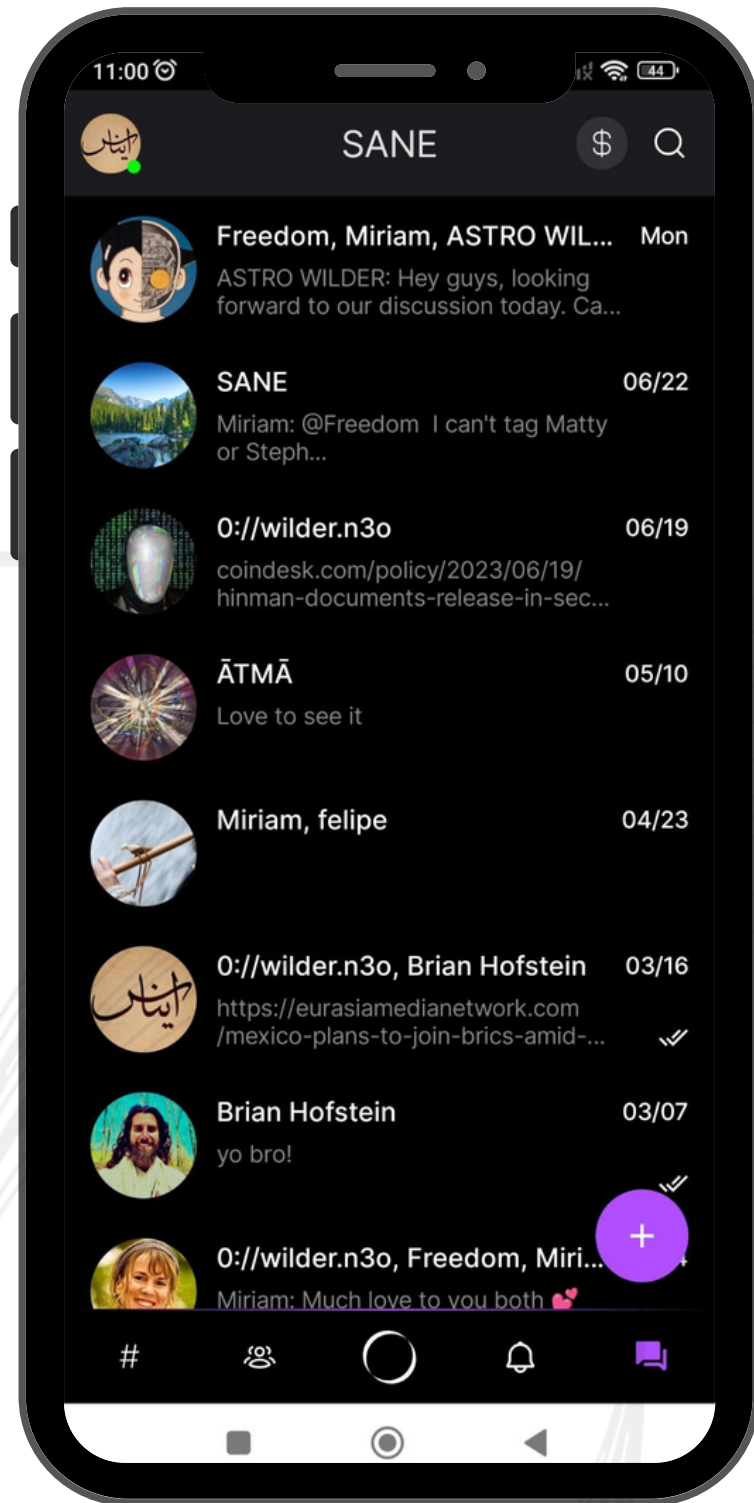 11:00
44
ایناس
SANE
$
Freedom, Miriam, ASTRO WIL... Mon
ASTRO WILDER: Hey guys, looking
forward to our discussion today. Ca...
SANE 06/22
Miriam: @Freedom  I can't tag Matty
or Steph...
0://wilder.n3o 06/19
coindesk.com/policy/2023/06/19/
hinman-documents-release-in-sec...
ĀTMĀ 05/10
Love to see it
Miriam, felipe 04/23
0://wilder.n3o, Brian Hofstein 03/16
ایناس
https://eurasiamedianetwork.com
/mexico-plans-to-join-brics-amid-...
Brian Hofstein 03/07
yo bro!
0://wilder.n3o, Freedom, Miri...
Miriam: Much love to you both 💕
+
#